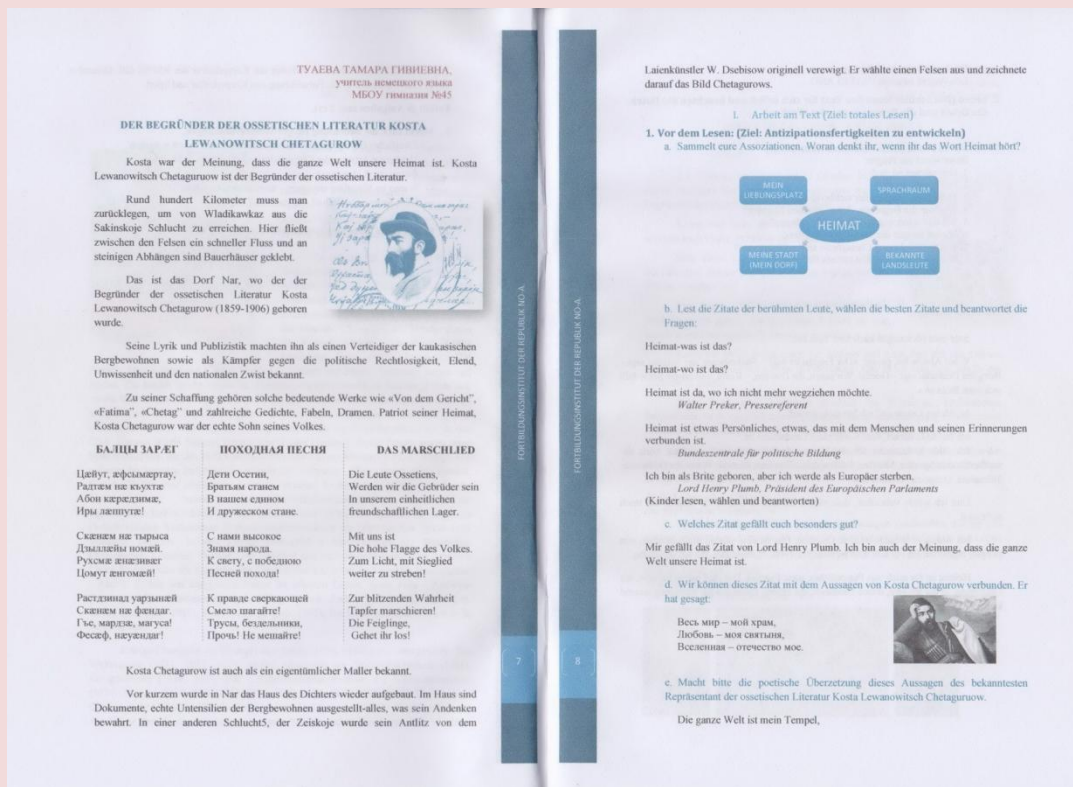 ТУАЕВА ТАМАРА ГИВИЕВНА,
учитель немецкого языка
МБОУ гимназия №45
DER BEGRÜNDER DER OSSETISCHEN LITERATUR KOSTA
LEWANOWITSCH CHETAGUROW
Kosta war der Meinung, dass die ganze Welt unsere Heimat ist. Kosta
Lewanowitsch Chetaguruow ist der Begründer der ossetischen Literatur.
Rund hundert Kilometer muss man
zurücklegen, um von Wladikawkaz aus die
Sakinskoje Schlucht zu erreichen. Hier fließt
zwischen den Felsen ein schneller Fluss und an
steinigen Abhängen sind Bauerhäuser geklebt.
Das ist das Dorf Nar, wo der der
Begründer der ossetischen Literatur Kosta
Lewanowitsch Chetagurow (1859-1906) geboren
wurde.
Seine Lyrik und Publizistik machten ihn als einen Verteidiger der kaukasischen
Bergbewohnen sowie als Kämpfer gegen die politische Rechtlosigkeit, Elend,
Unwissenheit und den nationalen Zwist bekannt.
Zu seiner Schaffung gehören solche bedeutende Werke wie «Von dem Gericht”,
«Fatima”, «Chetag” und zahlreiche Gedichte, Fabeln, Dramen. Patriot seiner Heimat,
Kosta Chetagurow war der echte Sohn seines Volkes.
БАЛЦЫ ЗАРÆГ
Цæйут, æфсымæртау,
Радтæм нæ къухтæ
Абон кæрæдзимæ,
Иры лæппутæ!
Скæнæм нæ тырыса
Дзыллæйы номæй.
Рухсмæ æнæзивæг
Цомут æнгомæй!
Растдзинад уарзынæй
Скæнæм нæ фæндаг.
Гъе, мардзæ, магуса!
Фесæф, нæуæндаг!
ПОХОДНАЯ ПЕСНЯ
Дети Осетии,
Братьям станем
В нашем едином
И дружеском стане.
С нами высокое
Знамя народа.
К свету, с победною
Песней похода!
К правде сверкающей
Смело шагайте!
Трусы, бездельники,
Прочь! Не мешайте!
DAS MARSCHLIED
Die Leute Ossetiens,
Werden wir die Gebrüder sein
In unserem einheitlichen
freundschaftlichen Lager.
Mit uns ist
Die hohe Flagge des Volkes.
Zum Licht, mit Sieglied
weiter zu streben!
Zur blitzenden Wahrheit
Tapfer marschieren!
Die Feiglinge,
Gehet ihr los!
Kosta Chetagurow ist auch als ein eigentümlicher Maller bekannt.
Vor kurzem wurde in Nar das Haus des Dichters wieder aufgebaut. Im Haus sind
Dokumente, echte Untensilien der Bergbewohnen ausgestellt-alles, was sein Andenken
bewahrt. In einer anderen Schlucht5, der Zeiskoje wurde sein Antlitz von dem
FORTBILDUNGSINSTITUT DER REPUBLIK NO-A
7
FORTBILDUNGSINSTITUT DER REPUBLIK NO-A
8
Laienkünstler W. Dsebisow originell verewigt. Er wählte einen Felsen aus und zeichnete
darauf das Bild Chetagurows.
I. Arbeit am Text (Ziel: totales Lesen)
1. Vor dem Lesen: (Ziel: Antizipationsfertigkeiten zu entwickeln)
a. Sammelt eure Assoziationen. Woran denkt ihr, wenn ihr das Wort Heimat hört?
MEIN
LIEBLINGSPLATZ
SPRACHRAUM
HEIMAT
MEINE STADT
(MEIN DORF)
BEKANNTE
LANDSLEUTE
b. Lest die Zitate der berühmten Leute, wählen die besten Zitate und beantwortet die
Fragen:
Heimat-was ist das?
Heimat-wo ist das?
Heimat ist da, wo ich nicht mehr wegziehen möchte.
Walter Preker, Pressereferent
Heimat ist etwas Persönliches, etwas, das mit dem Menschen und seinen Erinnerungen
verbunden ist.
Bundeszentrale für politische Bildung
Ich bin als Brite geboren, aber ich werde als Europäer sterben.
Lord Henry Plumb, Präsident des Europäischen Parlaments
(Kinder lesen, wählen und beantworten)
c. Welches Zitat gefällt euch besonders gut?
Mir gefällt das Zitat von Lord Henry Plumb. Ich bin auch der Meinung, dass die ganze
Welt unsere Heimat ist.
d. Wir können dieses Zitat mit dem Aussagen von Kosta Chetagurow verbunden. Er
hat gesagt:
Весь мир – мой храм,
Любовь – моя святыня,
Вселенная – отечество мое.
e. Macht bitte die poetische Überzetzung dieses Aussagen des bekanntesten
Repräsentant der ossetischen Literatur Kosta Lewanowitsch Chetaguruow.
Die ganze Welt ist mein Tempel,